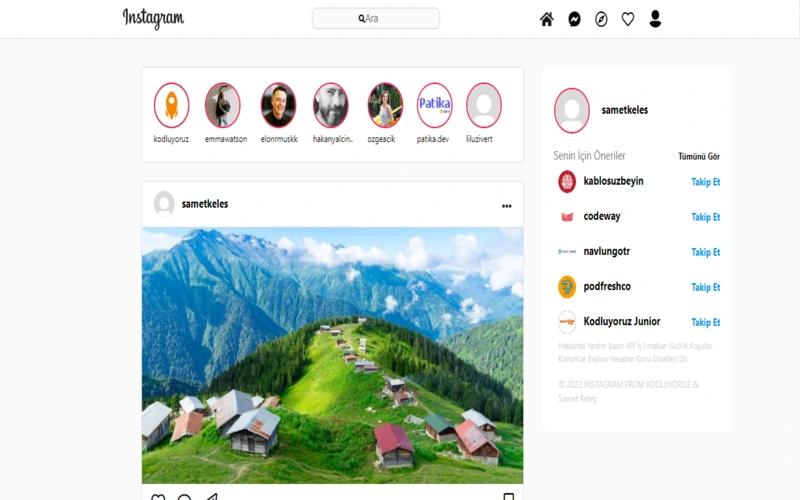 Instagram
Ara
kodluyoruz
emmawatson
elonrmuskk
hakanyalcin..
ozgeacik
Patika
patika.dev
liluzivert
sametkeles
sametkeles
Senin İçin Öneriler
Tümünü Gör
kablosuzbeyin
Takip Et
codeway
Takip Et
navlungotr
Takip Et
podfreshco
Takip Et
Kodluyoruz Junior
Takip Et
Hakkında Yardım Basın API İş Fırsatları Gizlilik Koşullar
Konumlar Başlıca Hesaplar Konu Etiketleri Dil
© 2022 INSTAGRAM FROM KODLUYORUZ &
Samet Keleş